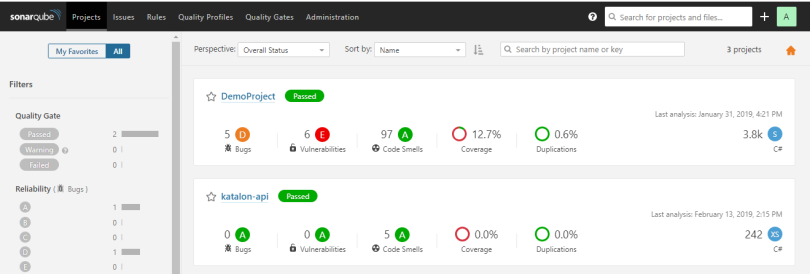 sonarqube Projects Issues Rules Quality Profiles Quality Gates Administration ? Search for projects and files... + A
My Favorites All
Perspective: Overall Status Sort by: Name Search by project name or key 3 projects
Filters
Quality Gate
Passed 2
Warning ? 0
Failed 0
Reliability ( Bugs )
A 1
B 0
C 0
D 1
E 0
DemoProject Passed
Last analysis: January 31, 2019, 4:21 PM
5 D 6 E 97 A 12.7% 0.6% 3.8k S
Bugs Vulnerabilities Code Smells Coverage Duplications C#
katalon-api Passed
Last analysis: February 13, 2019, 2:15 PM
0 A 0 A 5 A 0.0% 0.0% 242 XS
Bugs Vulnerabilities Code Smells Coverage Duplications C#